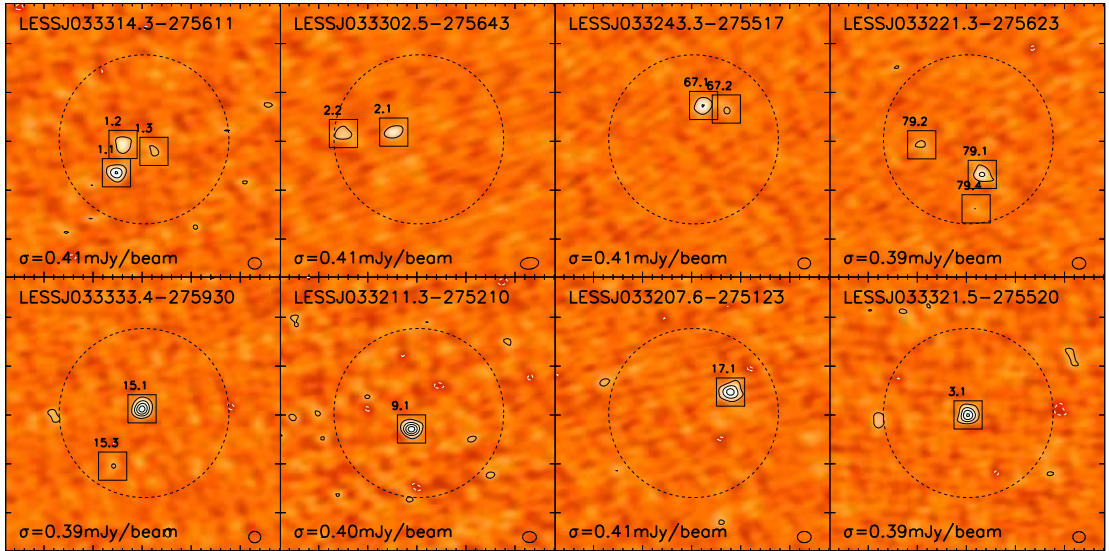 LESSJ033314.3-275611
1.2
1.3
1.1
σ=0.41mJy/beam
LESSJ033302.5-275643
2.2
2.1
σ=0.41mJy/beam
LESSJ033243.3-275517
67.1
67.2
σ=0.41mJy/beam
LESSJ033221.3-275623
79.2
79.1
79.4
σ=0.39mJy/beam
LESSJ033333.4-275930
15.1
15.3
σ=0.39mJy/beam
LESSJ033211.3-275210
9.1
σ=0.40mJy/beam
LESSJ033207.6-275123
17.1
σ=0.41mJy/beam
LESSJ033321.5-275520
3.1
σ=0.39mJy/beam